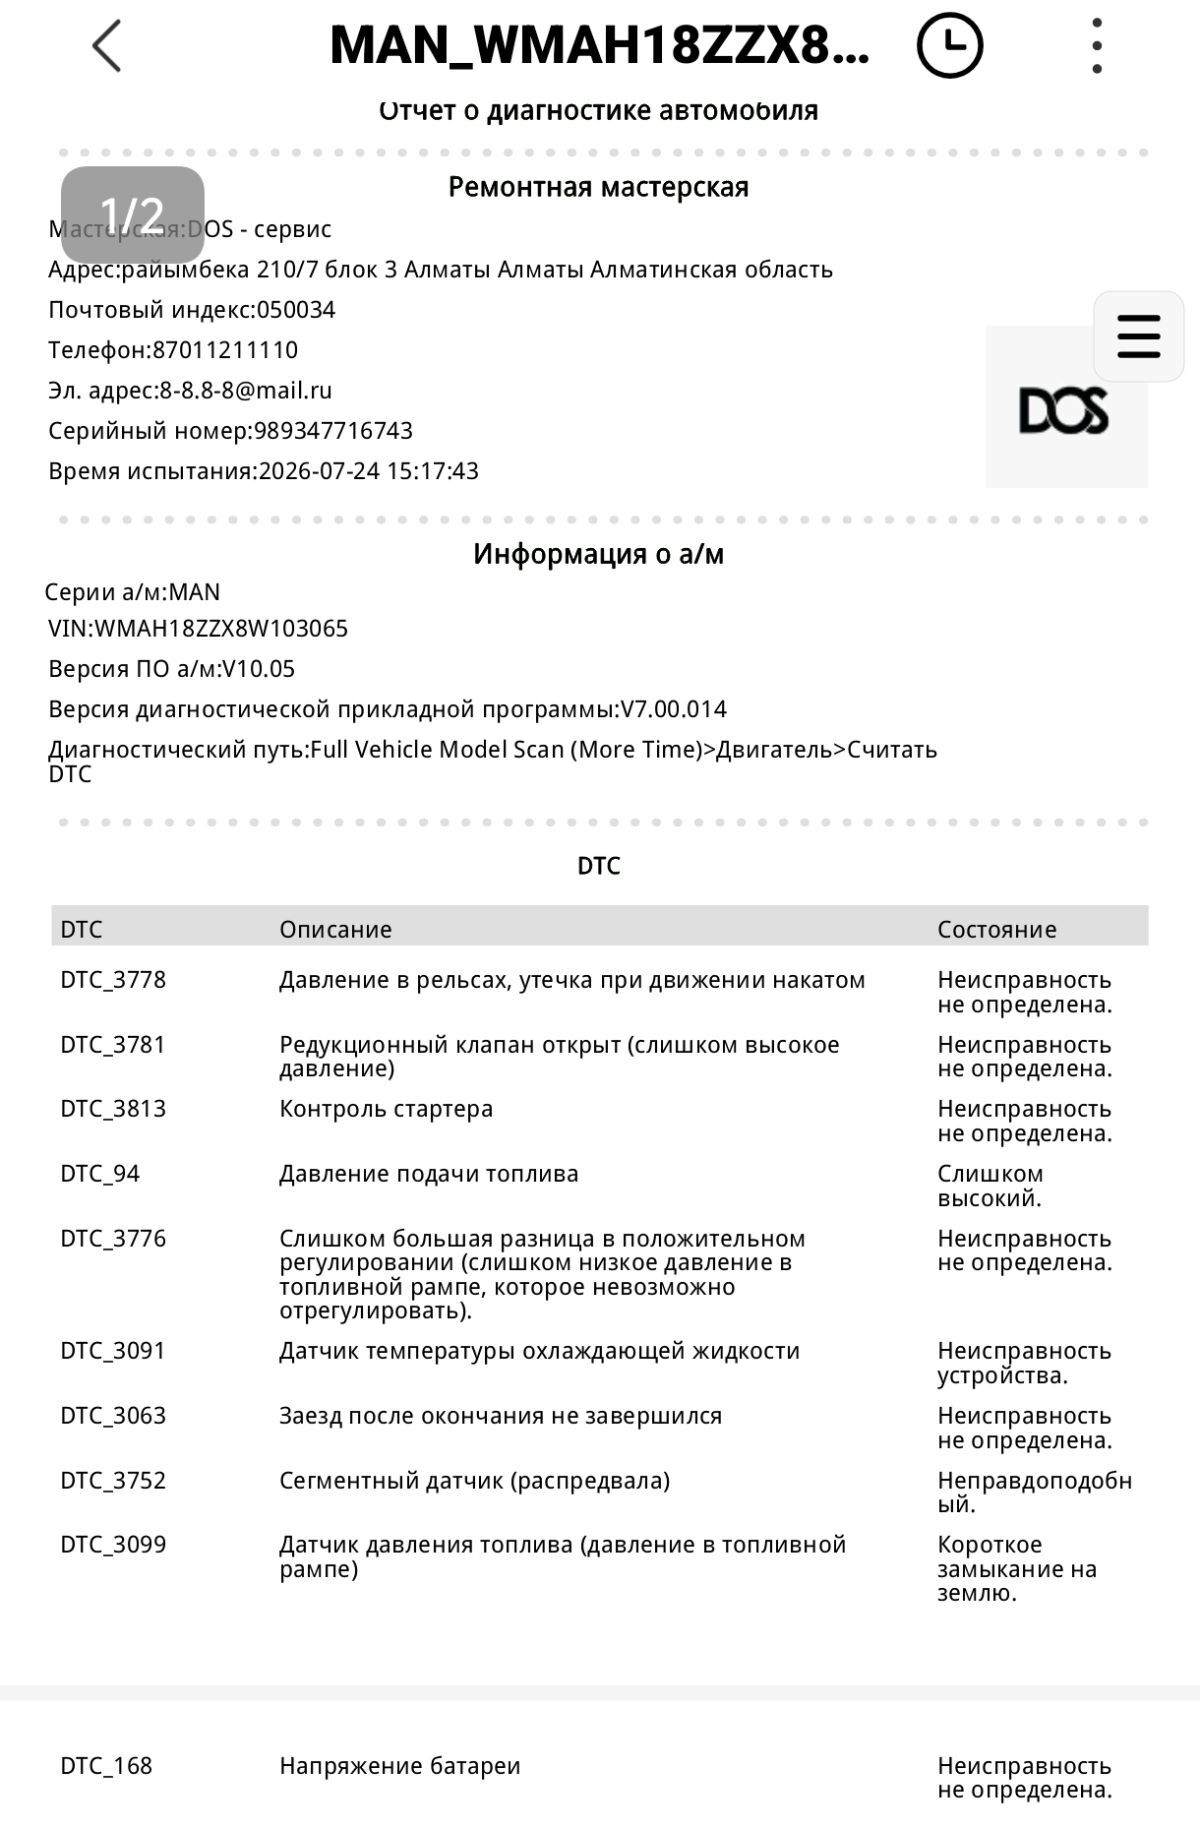 MAN_WMAH18ZZX8...
Отчет о диагностике автомобиля
Ремонтная мастерская
1/2
Мастерская:DOS - сервис
Адрес:райымбека 210/7 блок 3 Алматы Алматы Алматинская область
Почтовый индекс:050034
Телефон:87011211110
Эл. адрес:8-8.8-8@mail.ru
DOS
Серийный номер:989347716743
Время испытания:2026-07-24 15:17:43
Информация о а/м
Серии а/м:MAN
VIN:WMAH18ZZX8W103065
Версия ПО а/м:V10.05
Версия диагностической прикладной программы:V7.00.014
Диагностический путь:Full Vehicle Model Scan (More Time)>Двигатель>Считать
DTC
DTC
DTC Описание Состояние
DTC_3778 Давление в рельсах, утечка при движении накатом Неисправность
не определена.
DTC_3781 Редукционный клапан открыт (слишком высокое Неисправность
давление) не определена.
DTC_3813 Контроль стартера Неисправность
не определена.
DTC_94 Давление подачи топлива Слишком
высокий.
DTC_3776 Слишком большая разница в положительном Неисправность
регулировании (слишком низкое давление в не определена.
топливной рампе, которое невозможно
отрегулировать).
DTC_3091 Датчик температуры охлаждающей жидкости Неисправность
устройства.
DTC_3063 Заезд после окончания не завершился Неисправность
не определена.
DTC_3752 Сегментный датчик (распредвала) Неправдоподобн
ый.
DTC_3099 Датчик давления топлива (давление в топливной Короткое
рампе) замыкание на
землю.
DTC_168 Напряжение батареи Неисправность
не определена.